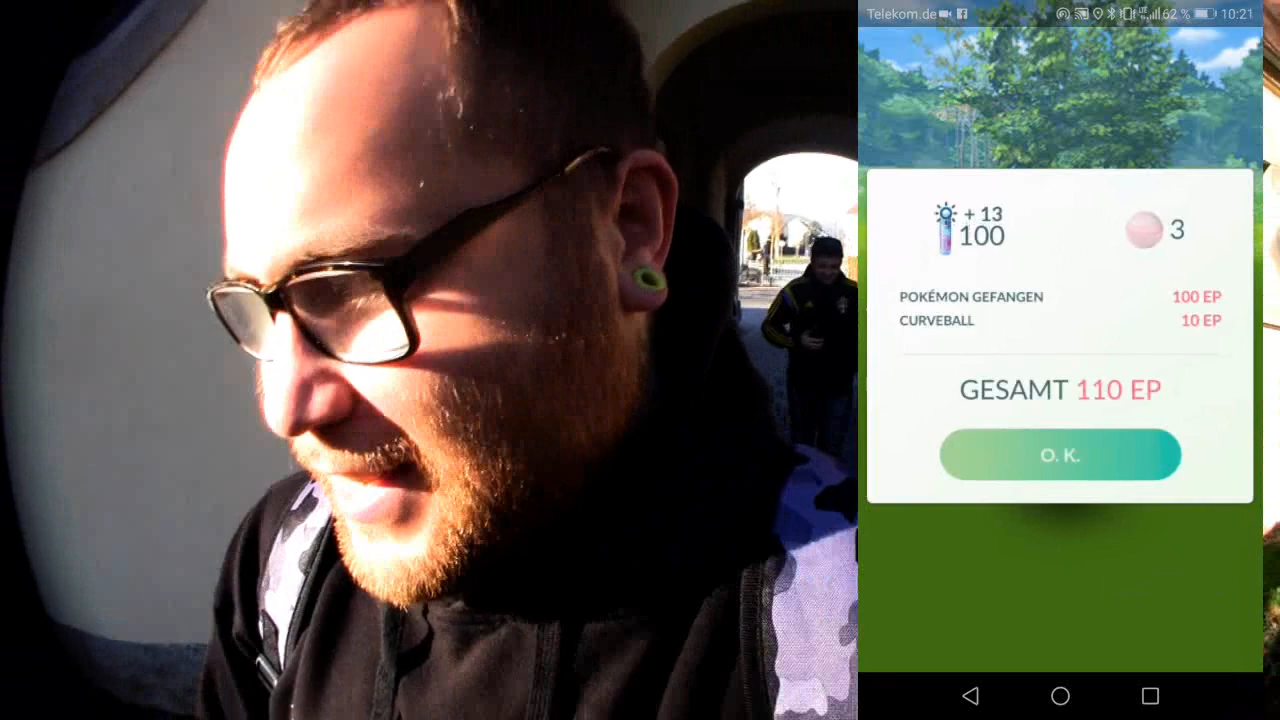 Telekom.de 62 % 10:21
+ 13
100
3
POKÉMON GEFANGEN 100 EP
CURVEBALL 10 EP
GESAMT 110 EP
O. K.